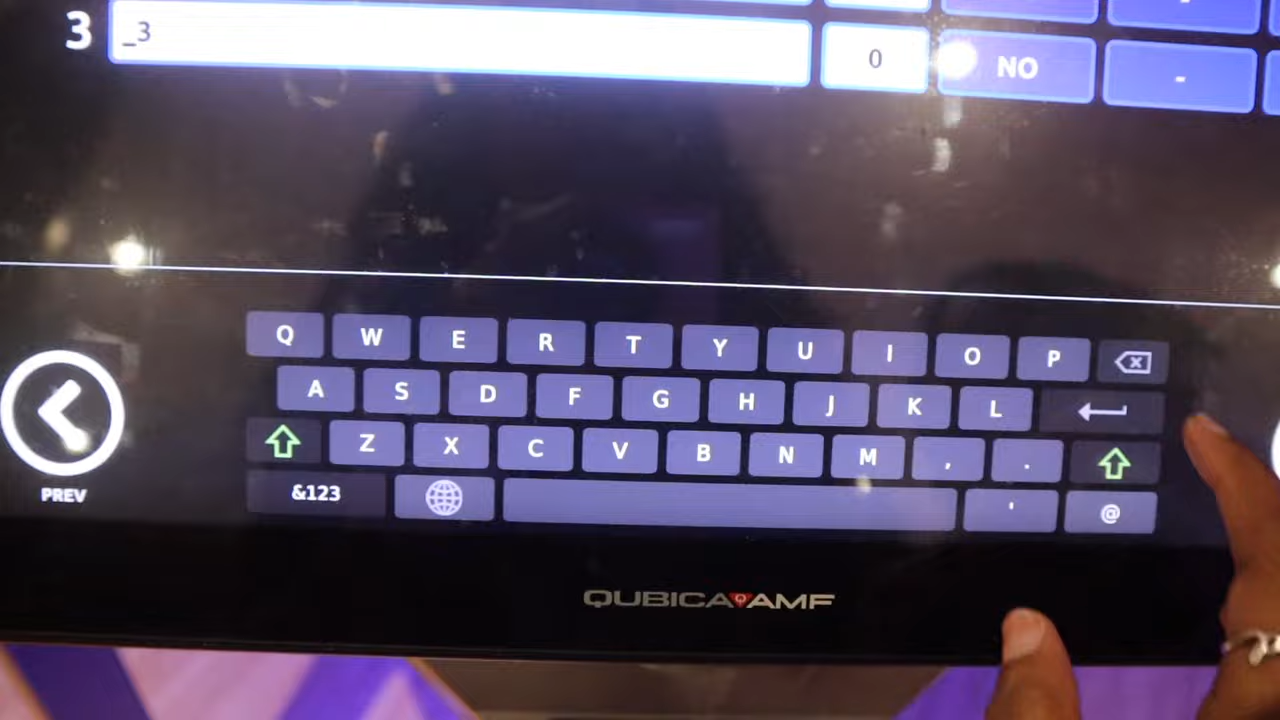 3 _3 0 NO -
Q W E R T Y U I O P
A S D F G H J K L
Z X C V B N M , .
&123 ' @
PREV
QUBICAAMF